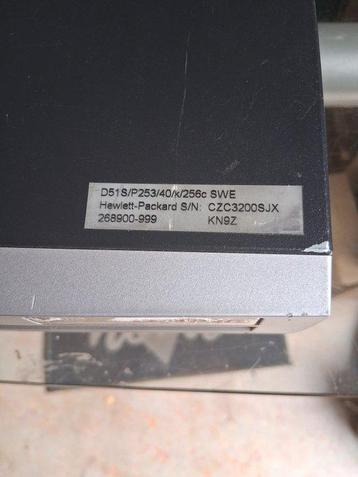 D51S/P253/40/k/256c SWE
Hewlett-Packard S/N: CZC3200SJX
268900-999 KN9Z